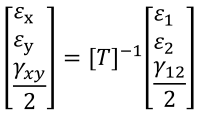 [εx εy γxy/2] = [T]−1 [ε1 ε2 γ12/2]